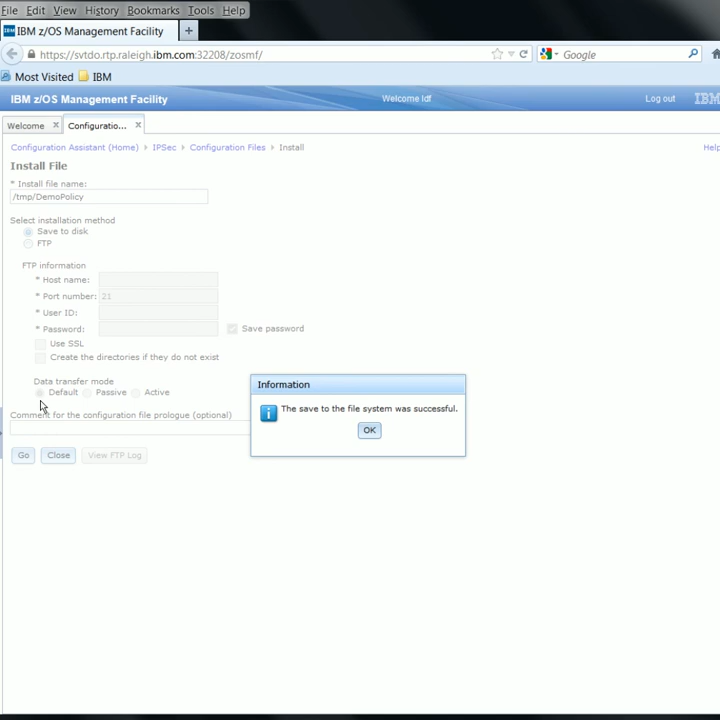 File Edit View History Bookmarks Tools Help
IBM z/OS Management Facility +
https://svtdo.rtp.raleigh.ibm.com:32208/zosmf/ Google
Most Visited IBM
IBM z/OS Management Facility Welcome ldf Log out IBM
Welcome × Configuratio... ×
Configuration Assistant (Home) IPSec Configuration Files Install Help
Install File
* Install file name:
/tmp/DemoPolicy
Select installation method
Save to disk
FTP
FTP information
* Host name:
* Port number: 21
* User ID:
* Password: Save password
Use SSL
Create the directories if they do not exist
Data transfer mode
Default Passive Active
Comment for the configuration file prologue (optional)
Go Close View FTP Log
Information
The save to the file system was successful.
OK